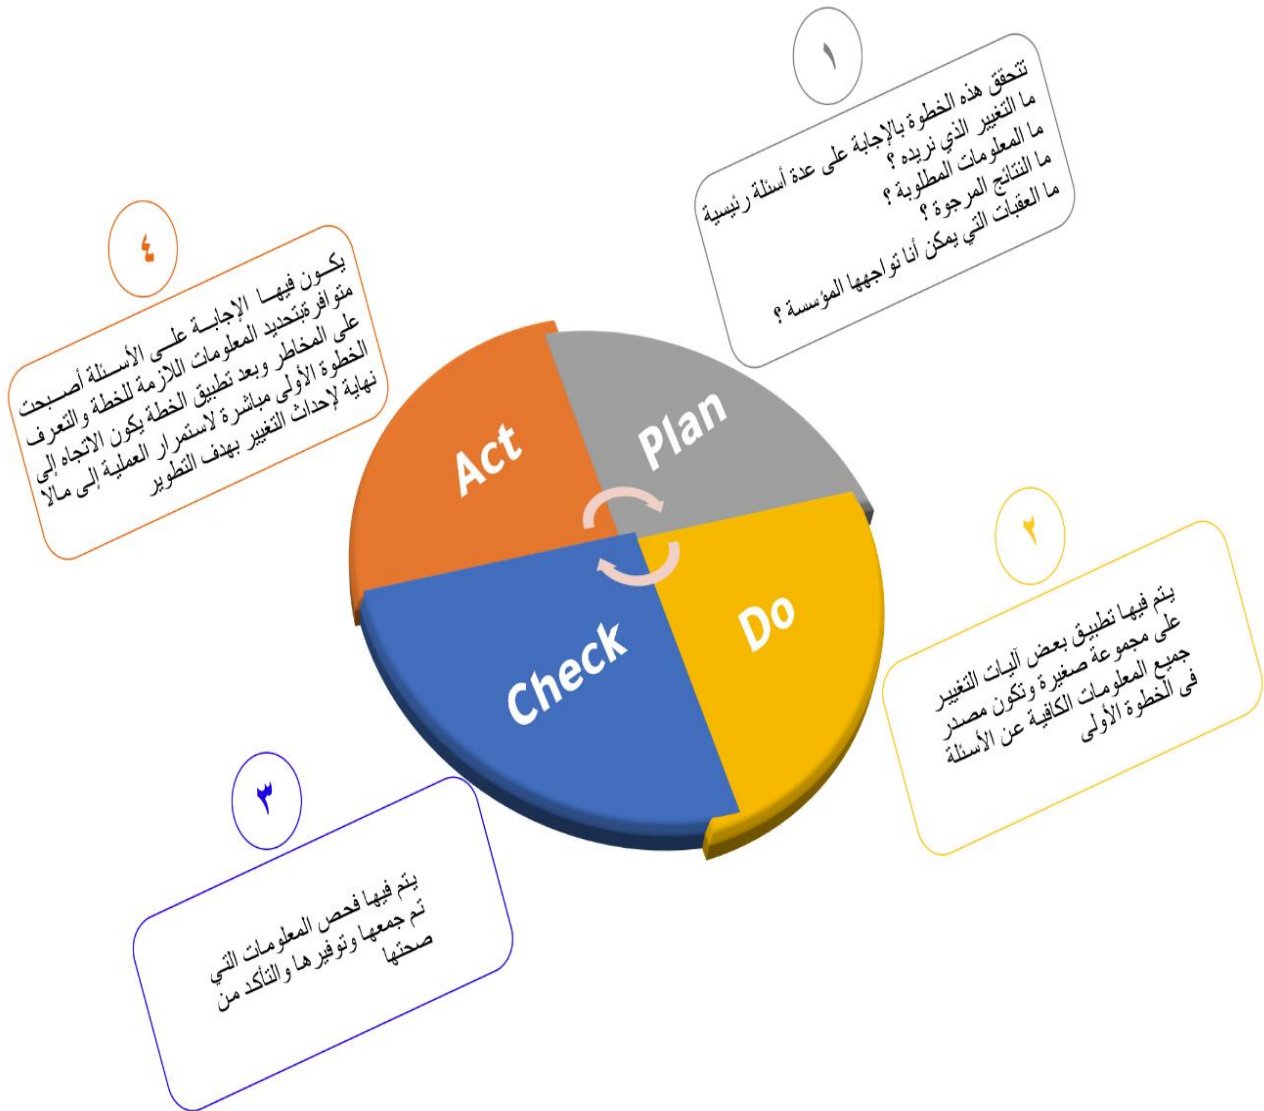 ١
تتحقق هذه الخطوة بالإجابة على عدة أسئلة رئيسية
ما التغيير الذي نريده ؟
ما المعلومات المطلوبة ؟
ما النتائج المرجوة ؟
ما العقبات التي يمكن أنا تواجهها المؤسسة ؟
Plan
٢
يتم فيها تطبيق بعض آليات التغيير
على مجموعة صغيرة وتكون مصدر
جميع المعلومات الكافية عن الأسئلة
فى الخطوة الأولى
Do
٣
يتم فيها فحص المعلومات التي
تم جمعها وتوفيرها والتأكد من
صحتها
Check
٤
يكون فيها الإجابة على الأسئلة أصبحت
متوافرةبتحديد المعلومات اللازمة للخطة والتعرف
على المخاطر وبعد تطبيق الخطة يكون الاتجاه إلى
الخطوة الأولى مباشرة لاستمرار العملية إلى مالا
نهاية لإحداث التغيير بهدف التطوير
Act